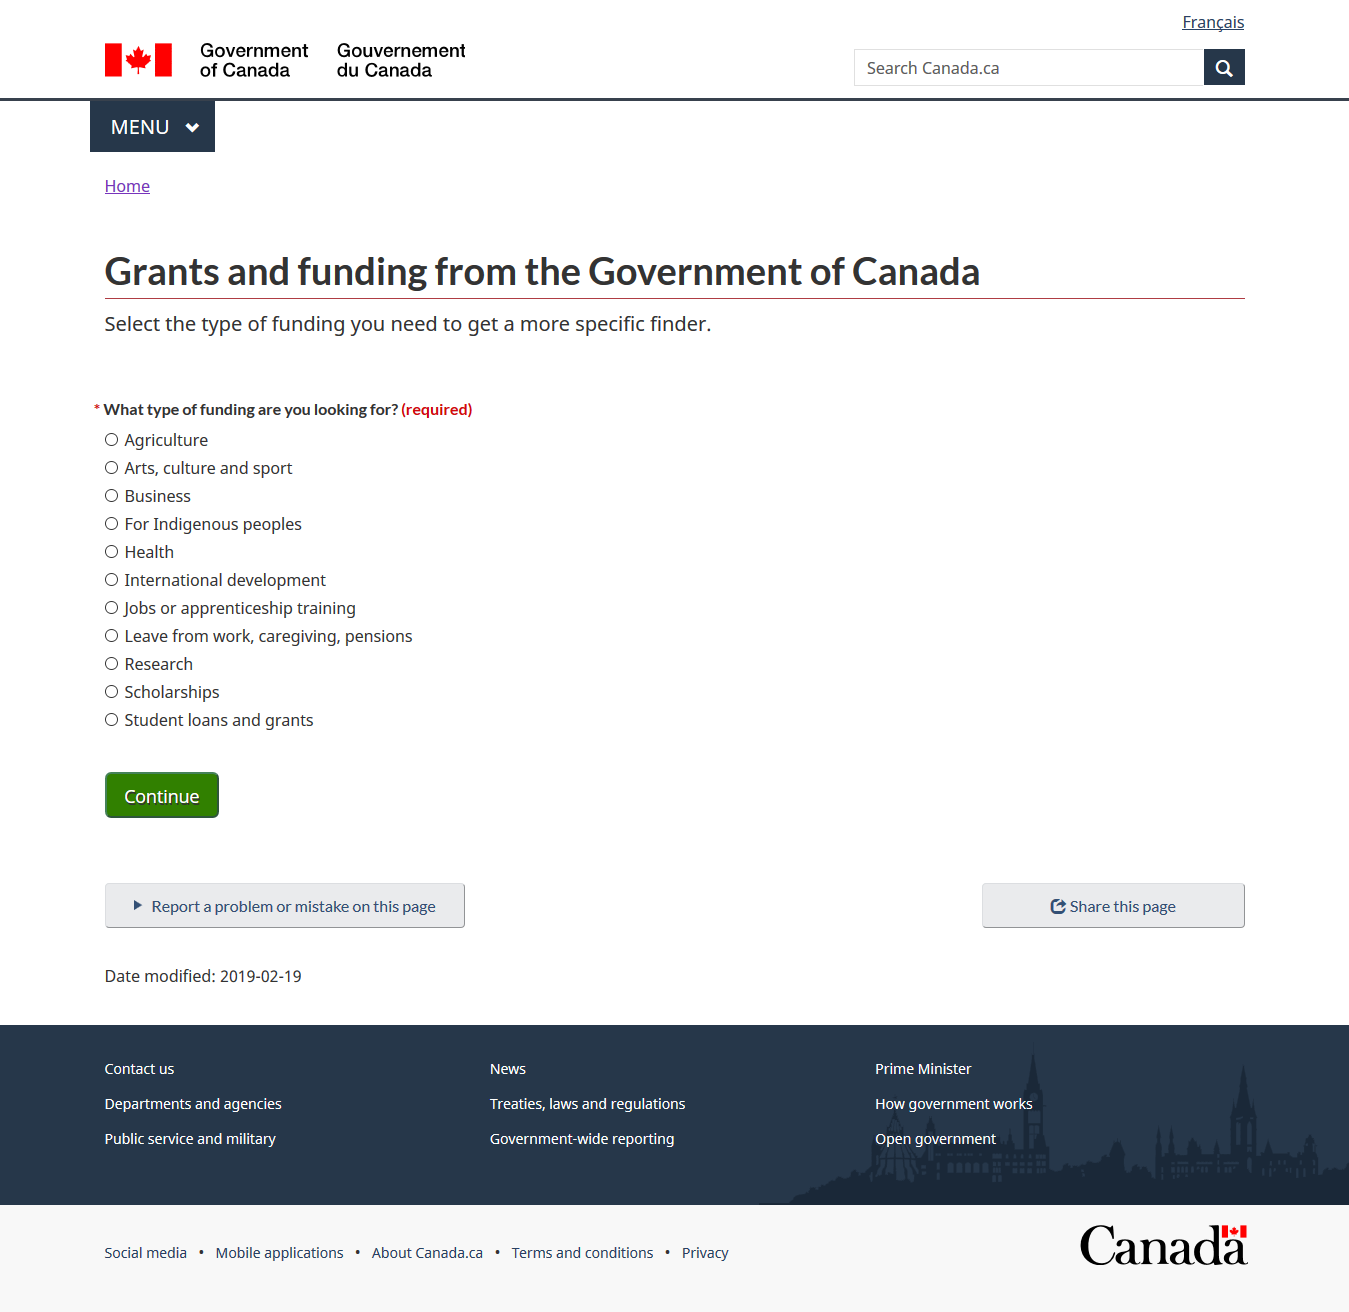 Français
Government of Canada
Gouvernement du Canada
Search Canada.ca
MENU
Home
Grants and funding from the Government of Canada
Select the type of funding you need to get a more specific finder.
* What type of funding are you looking for? (required)
Agriculture
Arts, culture and sport
Business
For Indigenous peoples
Health
International development
Jobs or apprenticeship training
Leave from work, caregiving, pensions
Research
Scholarships
Student loans and grants
Continue
Report a problem or mistake on this page
Share this page
Date modified: 2019-02-19
Contact us
News
Prime Minister
Departments and agencies
Treaties, laws and regulations
How government works
Public service and military
Government-wide reporting
Open government
Social media • Mobile applications • About Canada.ca • Terms and conditions • Privacy
Canada